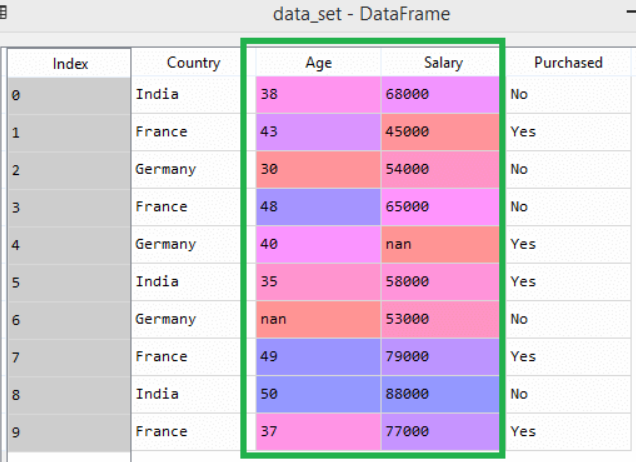 data_set - DataFrame
Index Country Age Salary Purchased
0 India 38 68000 No
1 France 43 45000 Yes
2 Germany 30 54000 No
3 France 48 65000 No
4 Germany 40 nan Yes
5 India 35 58000 Yes
6 Germany nan 53000 No
7 France 49 79000 Yes
8 India 50 88000 No
9 France 37 77000 Yes